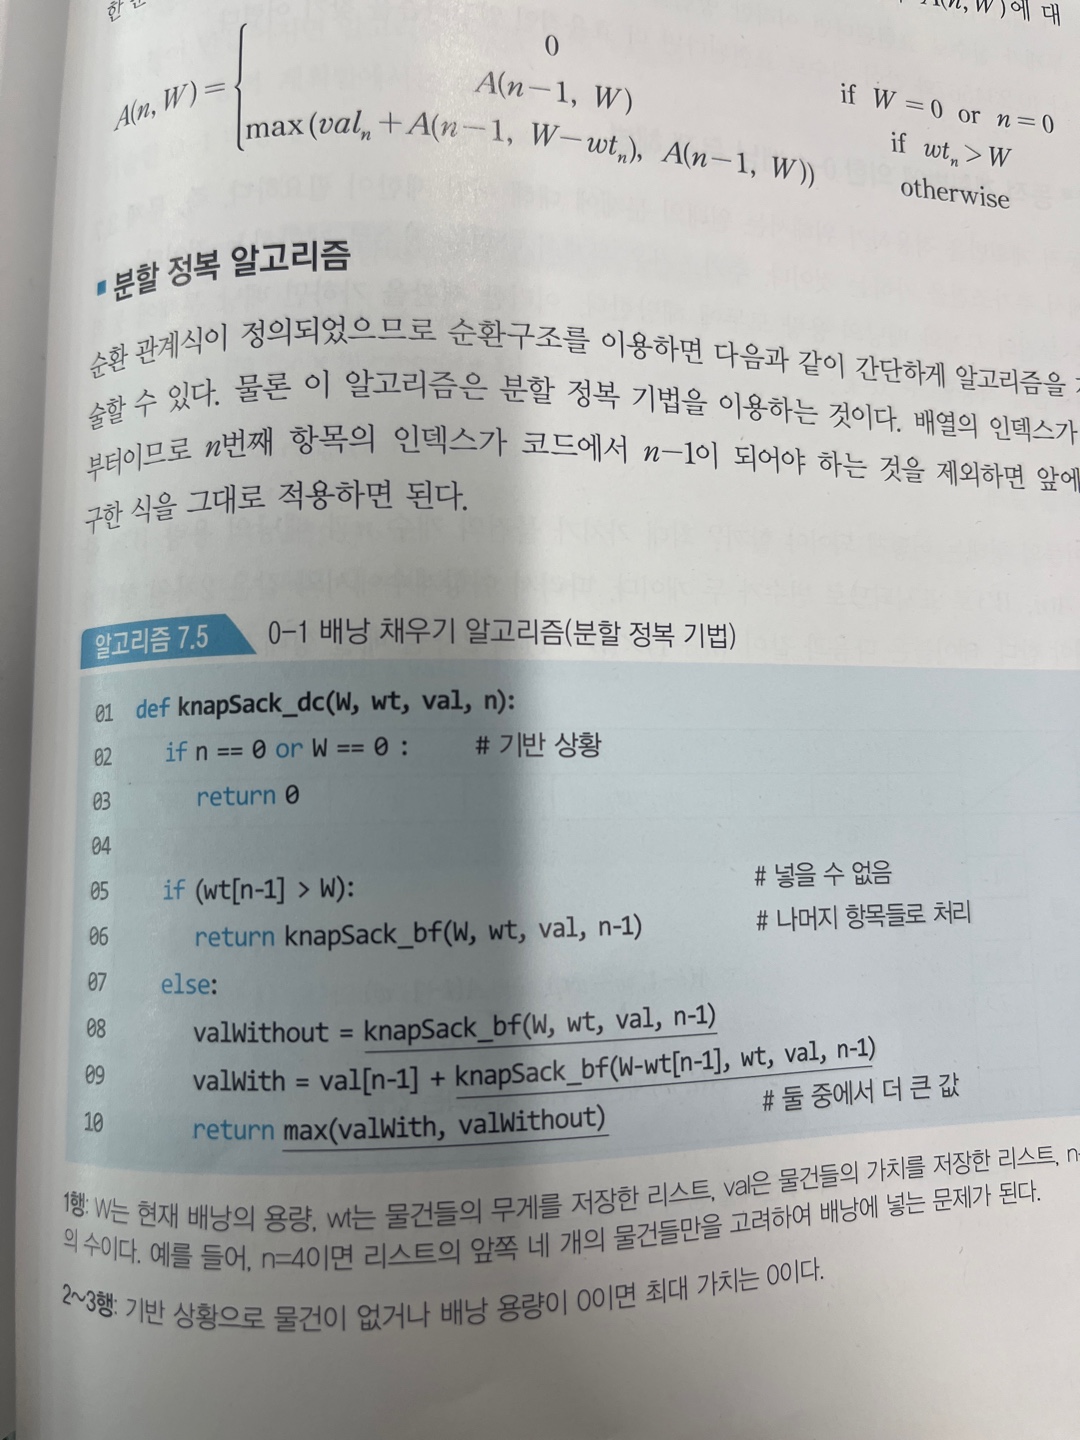 A(n, W)에 대
A(n, W) = { 0 if W = 0 or n = 0
A(n-1, W) if wtₙ > W
max(valₙ + A(n-1, W-wtₙ), A(n-1, W)) otherwise
▪ 분할 정복 알고리즘
순환 관계식이 정의되었으므로 순환구조를 이용하면 다음과 같이 간단하게 알고리즘을
술할 수 있다. 물론 이 알고리즘은 분할 정복 기법을 이용하는 것이다. 배열의 인덱스가
부터이므로 n번째 항목의 인덱스가 코드에서 n-1이 되어야 하는 것을 제외하면 앞에
구한 식을 그대로 적용하면 된다.
알고리즘 7.5 0-1 배낭 채우기 알고리즘(분할 정복 기법)
01 def knapSack_dc(W, wt, val, n):
02 if n == 0 or W == 0 : # 기반 상황
03 return 0
04
05 if (wt[n-1] > W): # 넣을 수 없음
06 return knapSack_bf(W, wt, val, n-1) # 나머지 항목들로 처리
07 else:
08 valWithout = knapSack_bf(W, wt, val, n-1)
09 valWith = val[n-1] + knapSack_bf(W-wt[n-1], wt, val, n-1)
10 return max(valWith, valWithout) # 둘 중에서 더 큰 값
1행: W는 현재 배낭의 용량, wt는 물건들의 무게를 저장한 리스트, val은 물건들의 가치를 저장한 리스트, n
의 수이다. 예를 들어, n=4이면 리스트의 앞쪽 네 개의 물건들만을 고려하여 배낭에 넣는 문제가 된다.
2~3행: 기반 상황으로 물건이 없거나 배낭 용량이 0이면 최대 가치는 0이다.